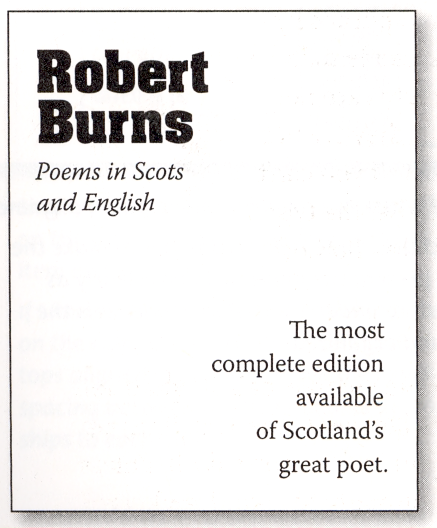 Robert
Burns
Poems in Scots
and English
The most
complete edition
available
of Scotland's
great poet.